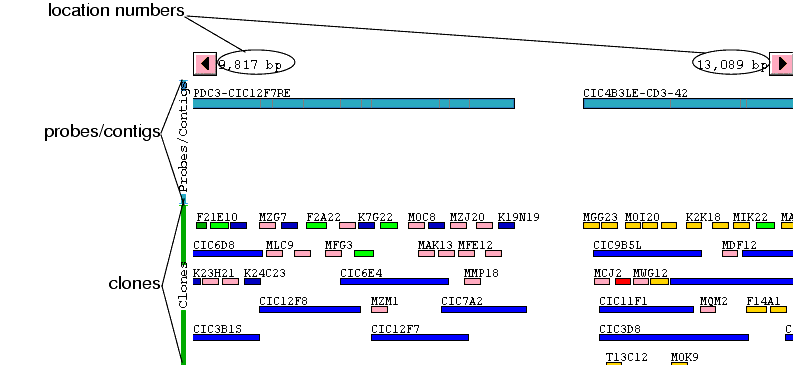 location numbers
9,817 bp 13,089 bp
PDC3-CIC12F7RE CIC4B3LE-CD3-42
probes/contigs
Probes/Contigs
F21E10 MZG7 F2A22 K7G22 MOC8 MZJ20 K19N19 MGG23 MOI20 K2K18 MIK22
CIC6D8 MLC9 MFG3 MAK13 MFE12 CIC9B5L MDF12
clones
Clones
K23H21 K24C23 CIC6E4 MMP18 MCJ2 MWG12
CIC12F8 MZM1 CIC7A2 CIC11F1 MQM2 F14A1
CIC3B1S CIC12F7 CIC3D8
T13C12 MOK9